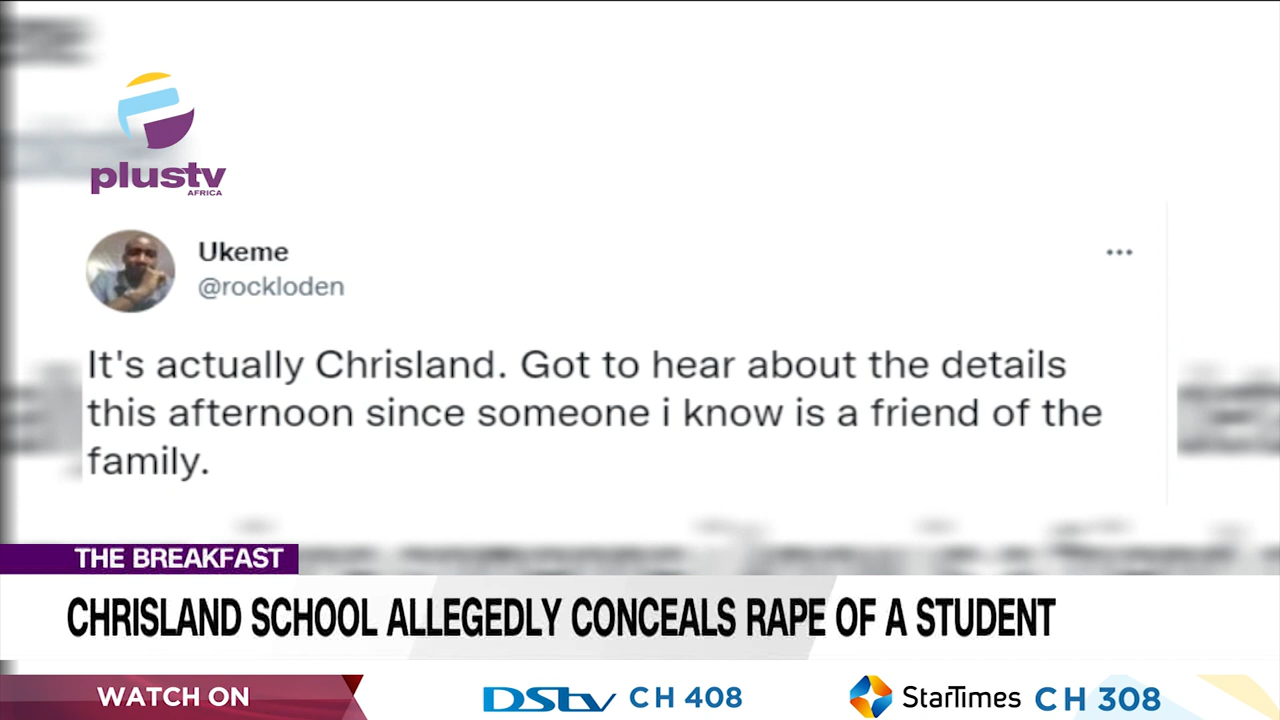 plustv
AFRICA
Ukeme
@rockloden
It's actually Chrisland. Got to hear about the details
this afternoon since someone i know is a friend of the
family.
THE BREAKFAST
CHRISLAND SCHOOL ALLEGEDLY CONCEALS RAPE OF A STUDENT
WATCH ON DStv CH 408 StarTimes CH 308